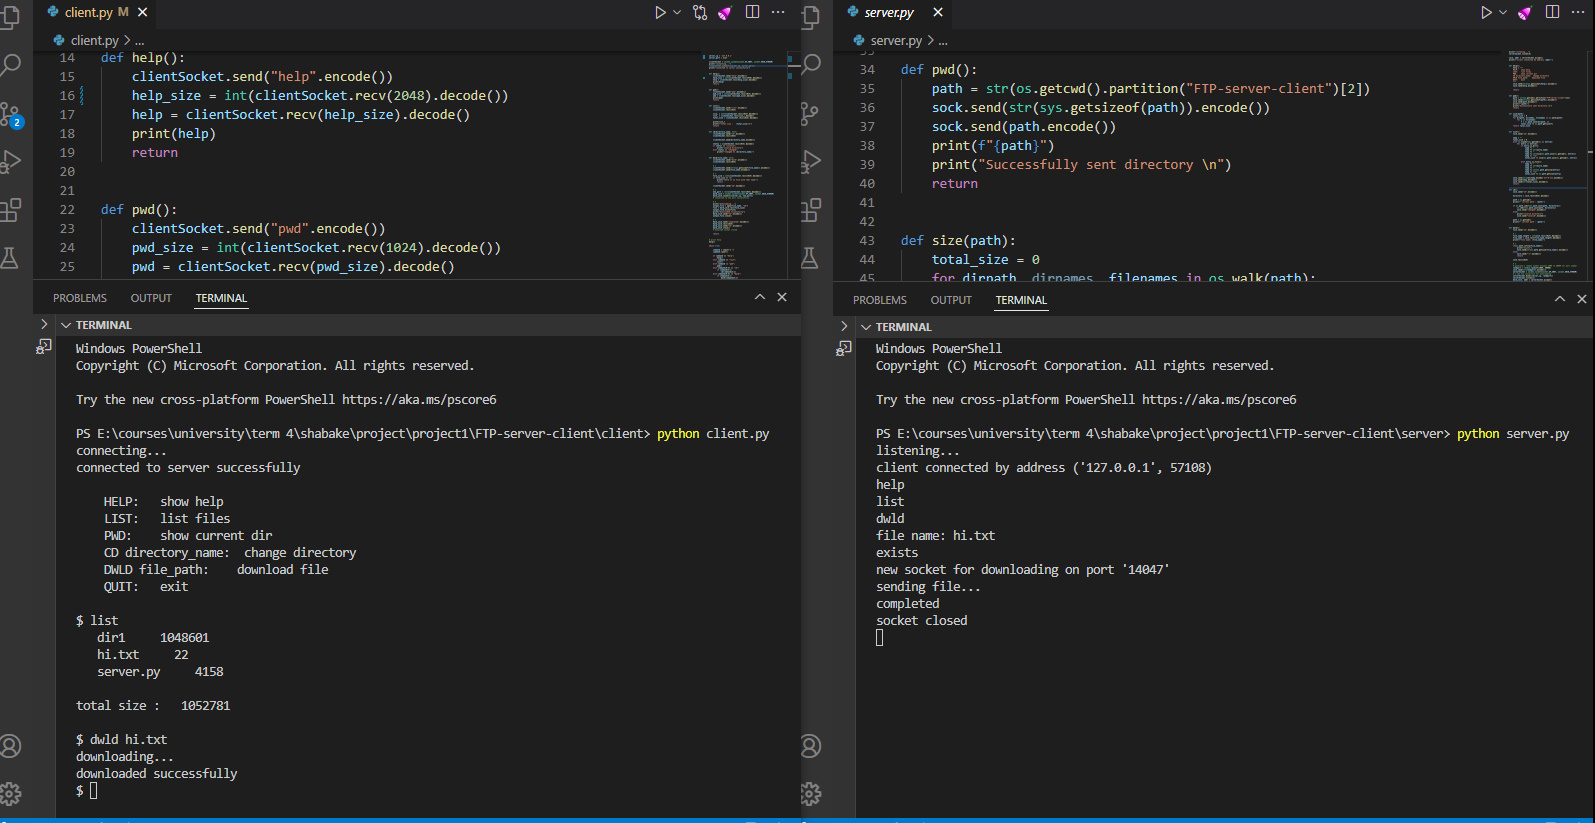 client.py M
client.py > ...
14 def help():
15 clientSocket.send("help".encode())
16 help_size = int(clientSocket.recv(2048).decode())
17 help = clientSocket.recv(help_size).decode()
18 print(help)
19 return
20
21
22 def pwd():
23 clientSocket.send("pwd".encode())
24 pwd_size = int(clientSocket.recv(1024).decode())
25 pwd = clientSocket.recv(pwd_size).decode()
2
PROBLEMS OUTPUT TERMINAL
TERMINAL
Windows PowerShell
Copyright (C) Microsoft Corporation. All rights reserved.
Try the new cross-platform PowerShell https://aka.ms/pscore6
PS E:\courses\university\term 4\shabake\project\project1\FTP-server-client\client> python client.py
connecting...
connected to server successfully
HELP: show help
LIST: list files
PWD: show current dir
CD directory_name: change directory
DWLD file_path: download file
QUIT: exit
$ list
dir1 1048601
hi.txt 22
server.py 4158
total size : 1052781
$ dwld hi.txt
downloading...
downloaded successfully
$
server.py
server.py > ...
33
34 def pwd():
35 path = str(os.getcwd().partition("FTP-server-client")[2])
36 sock.send(str(sys.getsizeof(path)).encode())
37 sock.send(path.encode())
38 print(f"{path}")
39 print("Successfully sent directory \n")
40 return
41
42
43 def size(path):
44 total_size = 0
45 for dirpath, dirnames, filenames in os.walk(path):
PROBLEMS OUTPUT TERMINAL
TERMINAL
Windows PowerShell
Copyright (C) Microsoft Corporation. All rights reserved.
Try the new cross-platform PowerShell https://aka.ms/pscore6
PS E:\courses\university\term 4\shabake\project\project1\FTP-server-client\server> python server.py
listening...
client connected by address ('127.0.0.1', 57108)
help
list
dwld
file name: hi.txt
exists
new socket for downloading on port '14047'
sending file...
completed
socket closed